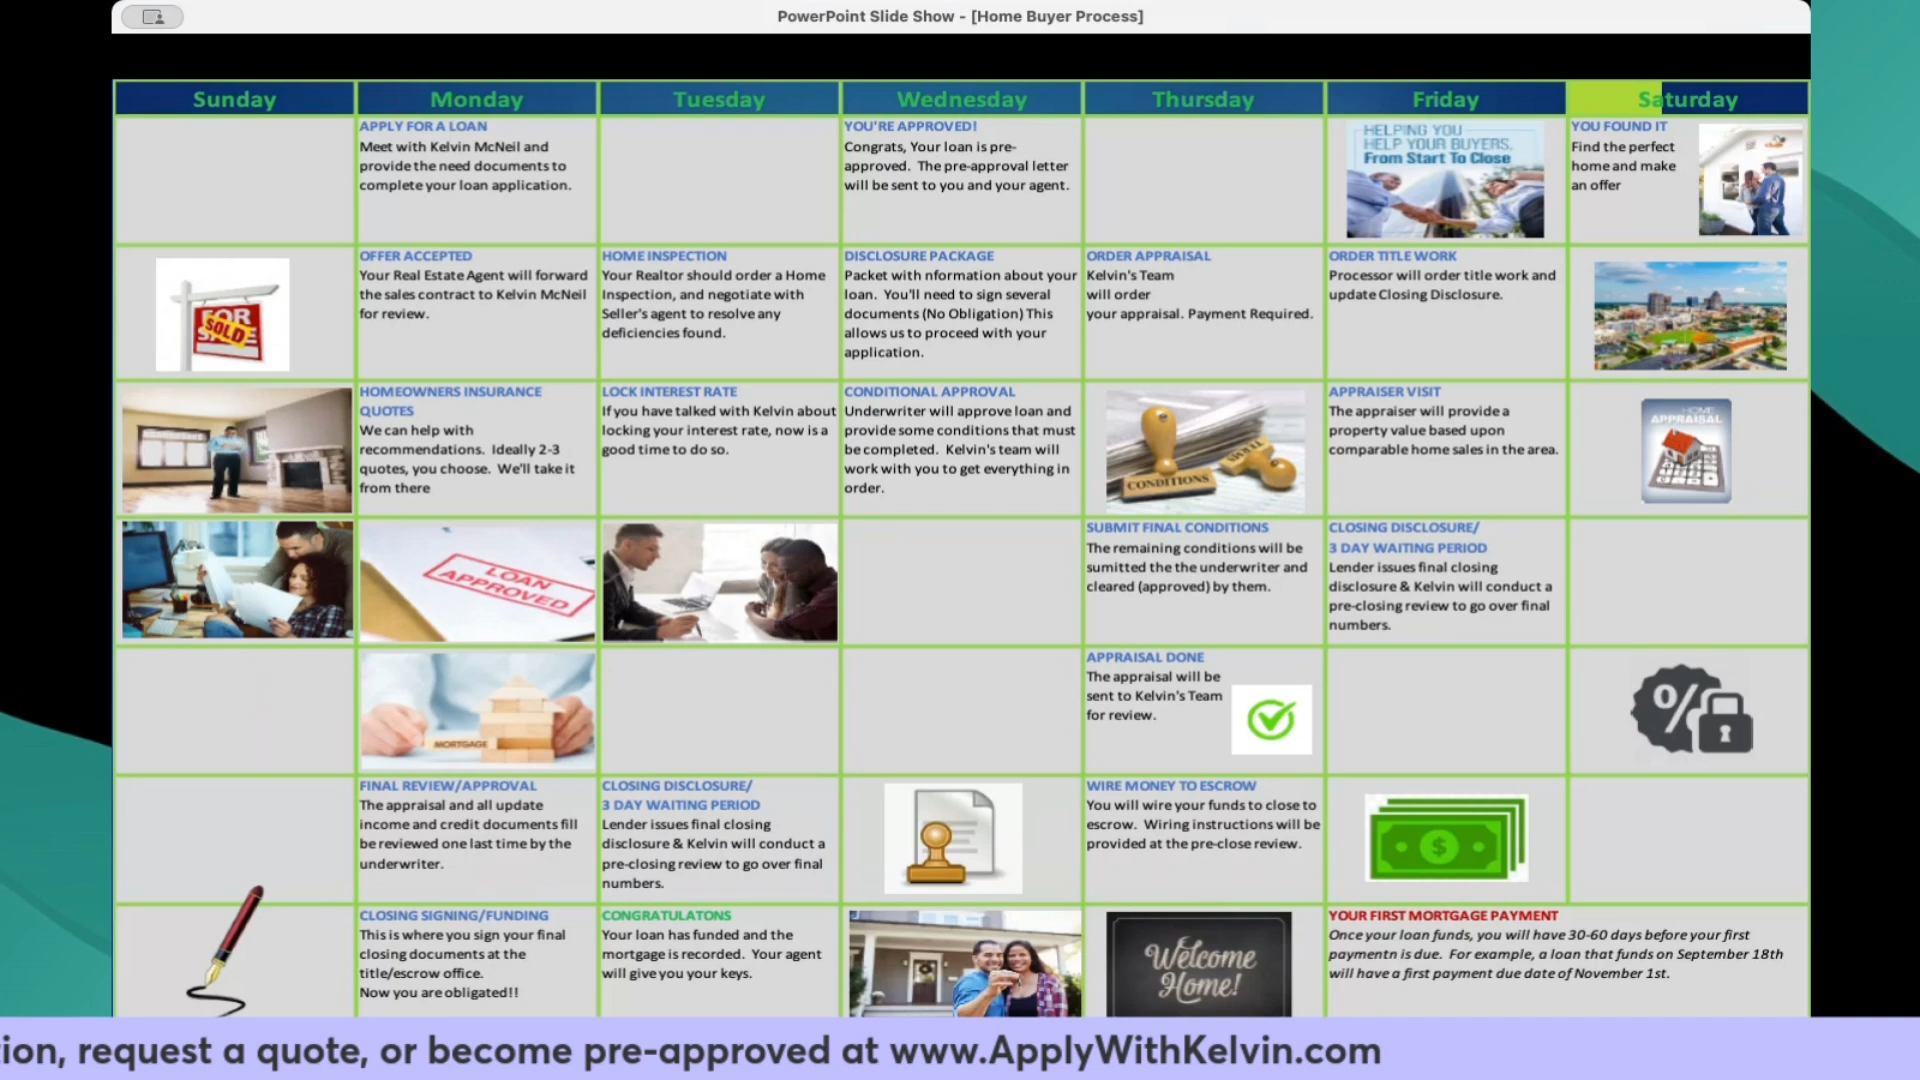 PowerPoint Slide Show - [Home Buyer Process]
Sunday
Monday
Tuesday
Wednesday
Thursday
Friday
Saturday
APPLY FOR A LOAN
Meet with Kelvin McNeil and
provide the need documents to
complete your loan application.
YOU'RE APPROVED!
Congrats, Your loan is pre-
approved. The pre-approval letter
will be sent to you and your agent.
HELPING YOU
HELP YOUR BUYERS.
From Start To Close
YOU FOUND IT
Find the perfect
home and make
an offer
FOR
SALE
SOLD
OFFER ACCEPTED
Your Real Estate Agent will forward
the sales contract to Kelvin McNeil
for review.
HOME INSPECTION
Your Realtor should order a Home
Inspection, and negotiate with
Seller's agent to resolve any
deficiencies found.
DISCLOSURE PACKAGE
Packet with nformation about your
loan. You'll need to sign several
documents (No Obligation) This
allows us to proceed with your
application.
ORDER APPRAISAL
Kelvin's Team
will order
your appraisal. Payment Required.
ORDER TITLE WORK
Processor will order title work and
update Closing Disclosure.
HOMEOWNERS INSURANCE
QUOTES
We can help with
recommendations. Ideally 2-3
quotes, you choose. We'll take it
from there
LOCK INTEREST RATE
If you have talked with Kelvin about
locking your interest rate, now is a
good time to do so.
CONDITIONAL APPROVAL
Underwriter will approve loan and
provide some conditions that must
be completed. Kelvin's team will
work with you to get everything in
order.
CONDITIONS
APPRAISER VISIT
The appraiser will provide a
property value based upon
comparable home sales in the area.
HOME
APPRAISAL
LOAN
APPROVED
SUBMIT FINAL CONDITIONS
The remaining conditions will be
sumitted the the underwriter and
cleared (approved) by them.
CLOSING DISCLOSURE/
3 DAY WAITING PERIOD
Lender issues final closing
disclosure & Kelvin will conduct a
pre-closing review to go over final
numbers.
MORTGAGE
APPRAISAL DONE
The appraisal will be
sent to Kelvin's Team
for review.
%
FINAL REVIEW/APPROVAL
The appraisal and all update
income and credit documents fill
be reviewed one last time by the
underwriter.
CLOSING DISCLOSURE/
3 DAY WAITING PERIOD
Lender issues final closing
disclosure & Kelvin will conduct a
pre-closing review to go over final
numbers.
WIRE MONEY TO ESCROW
You will wire your funds to close to
escrow. Wiring instructions will be
provided at the pre-close review.
$
CLOSING SIGNING/FUNDING
This is where you sign your final
closing documents at the
title/escrow office.
Now you are obligated!!
CONGRATULATONS
Your loan has funded and the
mortgage is recorded. Your agent
will give you your keys.
Welcome
Home!
YOUR FIRST MORTGAGE PAYMENT
Once your loan funds, you will have 30-60 days before your first
paymentn is due. For example, a loan that funds on September 18th
will have a first payment due date of November 1st.
tion, request a quote, or become pre-approved at www.ApplyWithKelvin.com